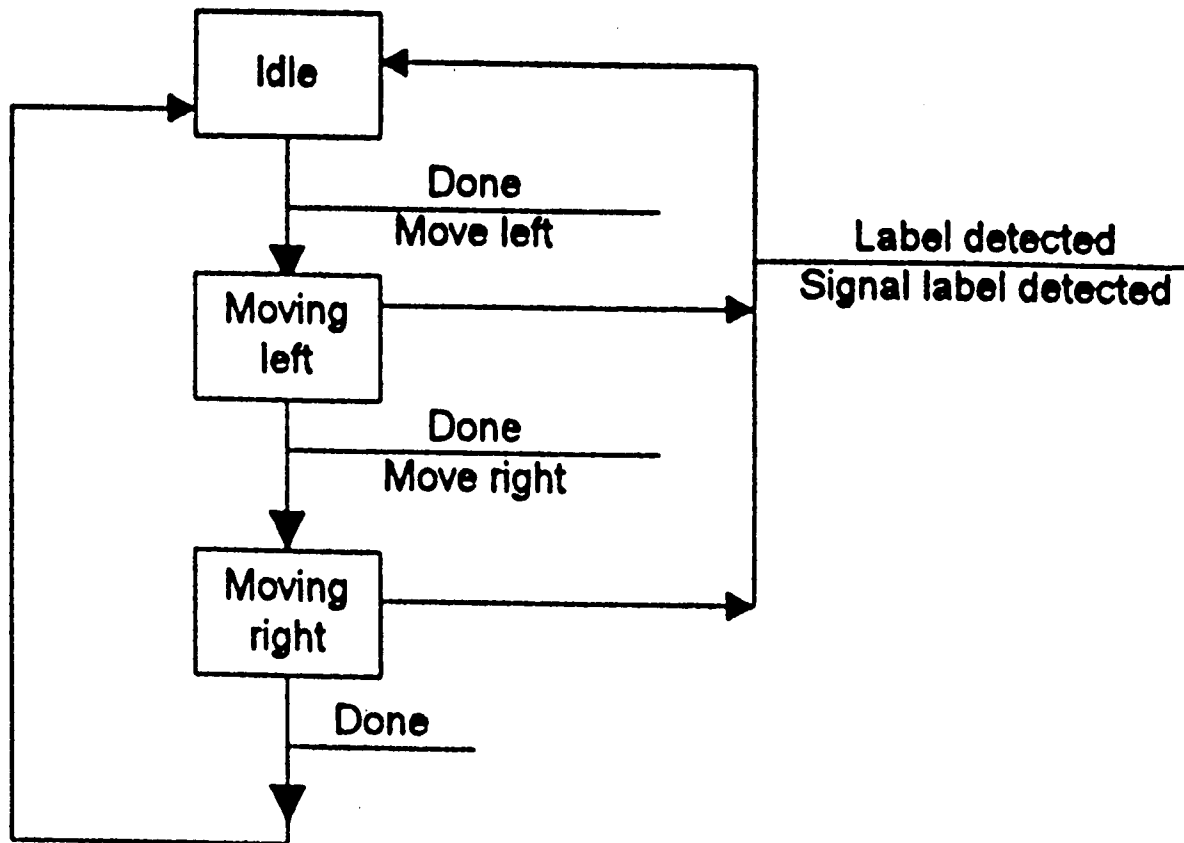 Idle
Done
Move left
Label detected
Signal label detected
Moving
left
Done
Move right
Moving
right
Done